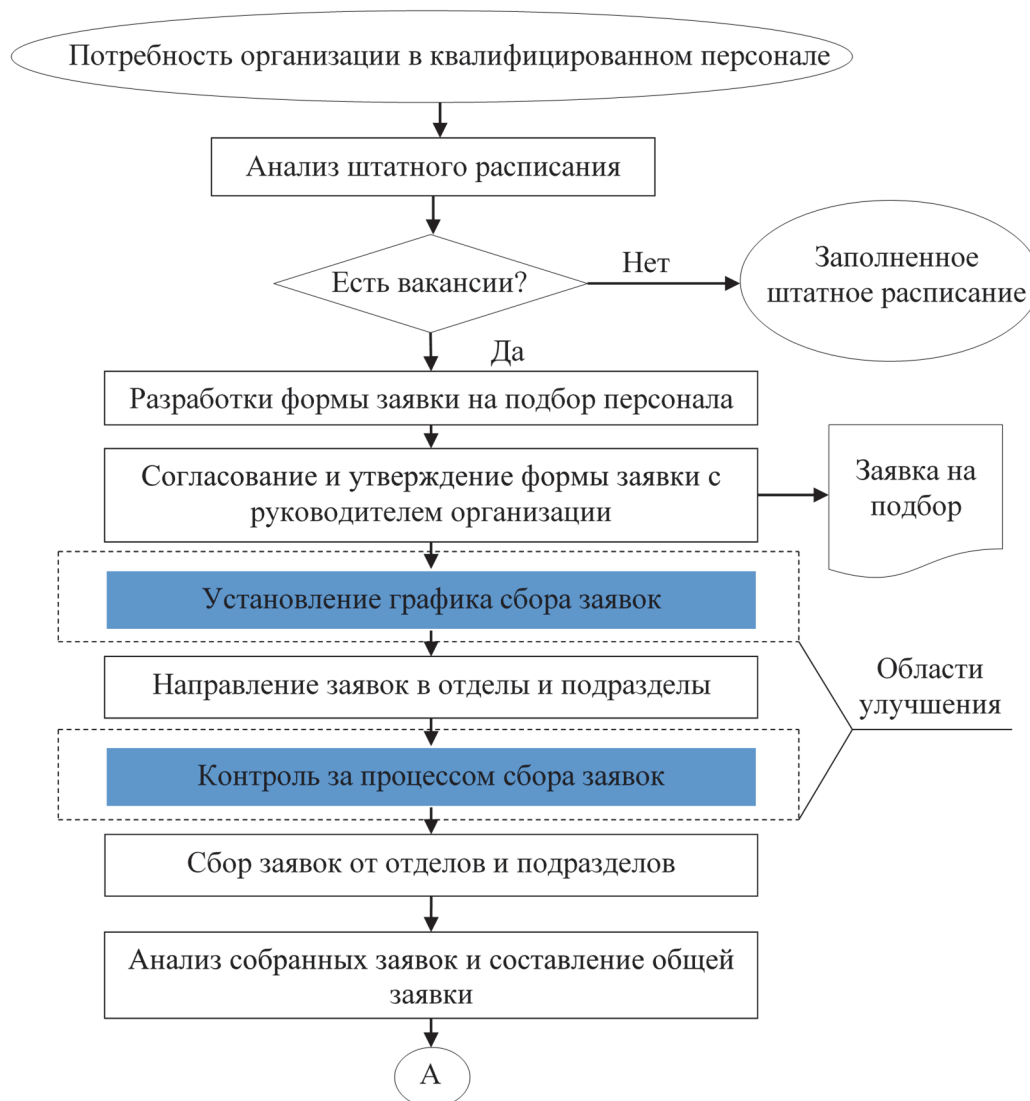 Потребность организации в квалифицированном персонале
Анализ штатного расписания
Есть вакансии?
Нет
Заполненное
штатное расписание
Да
Разработки формы заявки на подбор персонала
Согласование и утверждение формы заявки с
руководителем организации
Заявка на
подбор
Установление графика сбора заявок
Направление заявок в отделы и подразделы
Области
улучшения
Контроль за процессом сбора заявок
Сбор заявок от отделов и подразделов
Анализ собранных заявок и составление общей
заявки
А